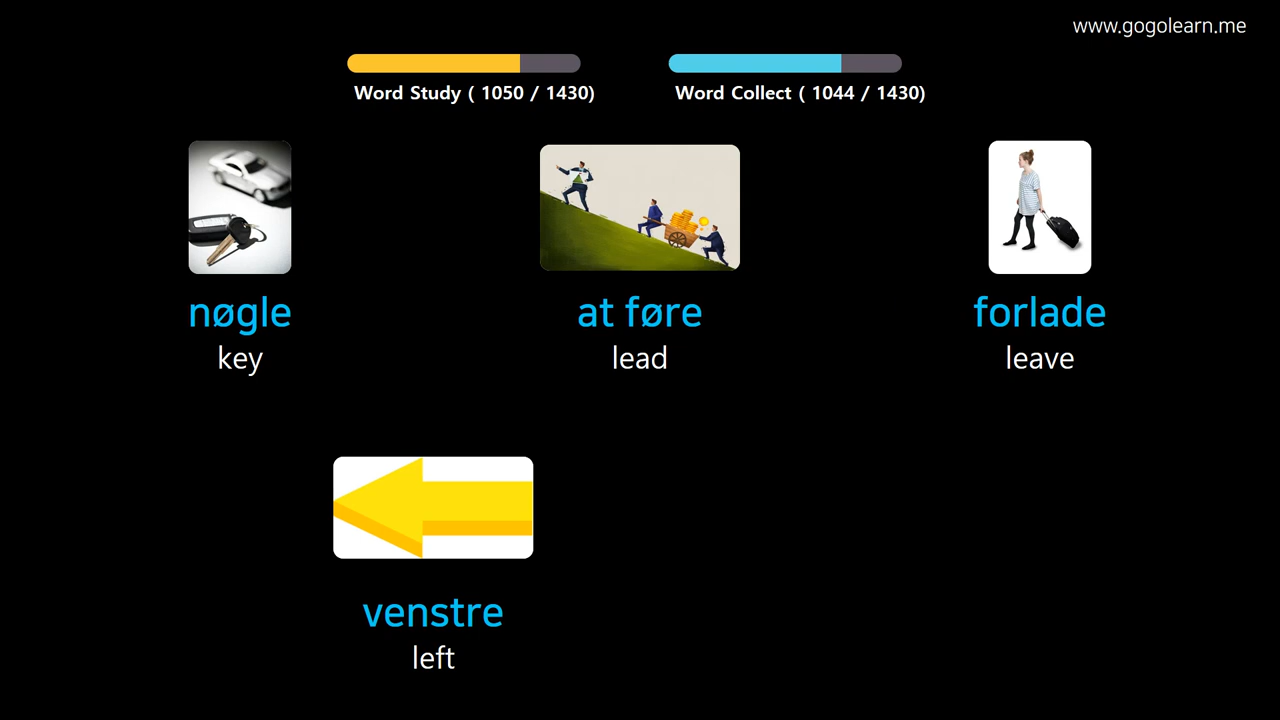 www.gogolearn.me
Word Study ( 1050 / 1430)
Word Collect ( 1044 / 1430)
nøgle
key
at føre
lead
forlade
leave
venstre
left